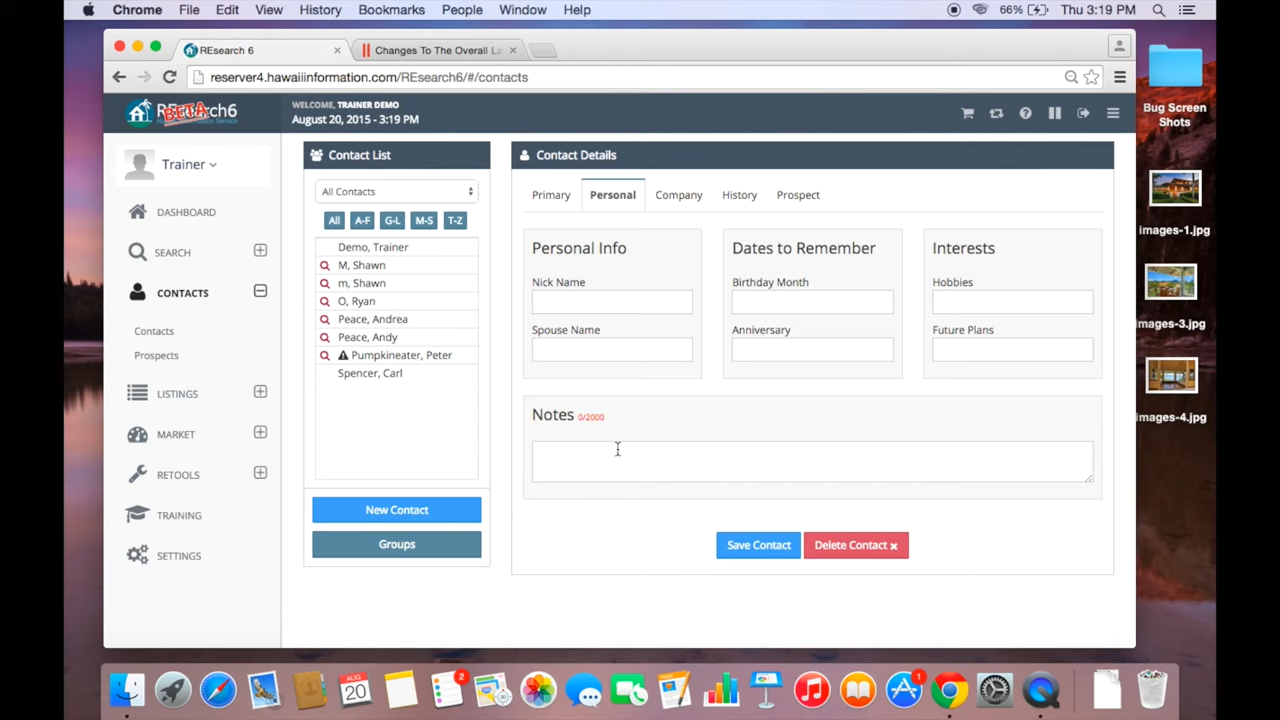 Chrome File Edit View History Bookmarks People Window Help 66% Thu 3:19 PM
REsearch 6 Changes To The Overall La
reserver4.hawaiiinformation.com/REsearch6/#/contacts
REsearch6
BETA
WELCOME, TRAINER DEMO
August 20, 2015 - 3:19 PM
Trainer
DASHBOARD
SEARCH
CONTACTS
Contacts
Prospects
LISTINGS
MARKET
RETOOLS
TRAINING
SETTINGS
Contact List
All Contacts
All A-F G-L M-S T-Z
Demo, Trainer
M, Shawn
m, Shawn
O, Ryan
Peace, Andrea
Peace, Andy
Pumpkineater, Peter
Spencer, Carl
New Contact
Groups
Contact Details
Primary Personal Company History Prospect
Personal Info
Nick Name
Spouse Name
Dates to Remember
Birthday Month
Anniversary
Interests
Hobbies
Future Plans
Notes 0/2000
Save Contact Delete Contact
Bug Screen
Shots
images-1.jpg
images-3.jpg
images-4.jpg
AUG
20
2
1